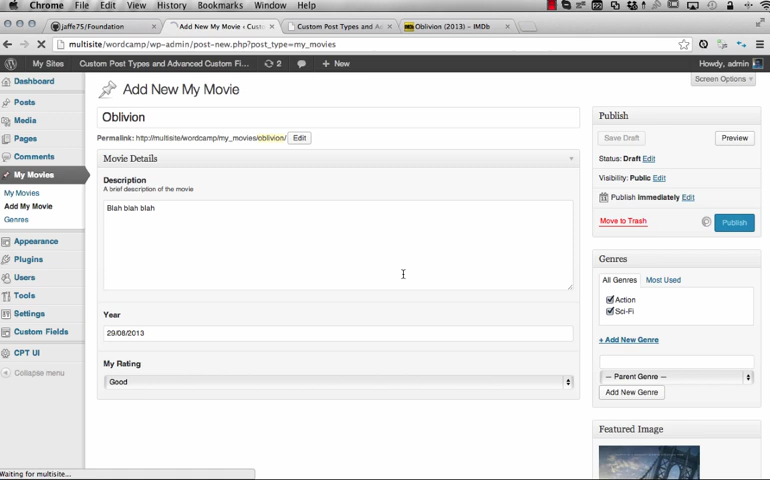 Chrome File Edit View History Bookmarks Window Help
jaffe75/Foundation
Add New My Movie ‹ Custo
Custom Post Types and Ad
Oblivion (2013) – IMDb
multisite/wordcamp/wp-admin/post-new.php?post_type=my_movies
My Sites Custom Post Types and Advanced Custom Fi... 2 + New Howdy, admin
Screen Options
Dashboard
Posts
Media
Pages
Comments
My Movies
My Movies
Add My Movie
Genres
Appearance
Plugins
Users
Tools
Settings
Custom Fields
CPT UI
Collapse menu
Add New My Movie
Oblivion
Permalink: http://multisite/wordcamp/my_movies/oblivion/ Edit
Movie Details
Description
A brief description of the movie
Blah blah blah
Year
29/08/2013
My Rating
Good
Publish
Save Draft Preview
Status: Draft Edit
Visibility: Public Edit
Publish immediately Edit
Move to Trash Publish
Genres
All Genres Most Used
Action
Sci-Fi
+ Add New Genre
— Parent Genre —
Add New Genre
Featured Image
Waiting for multisite...